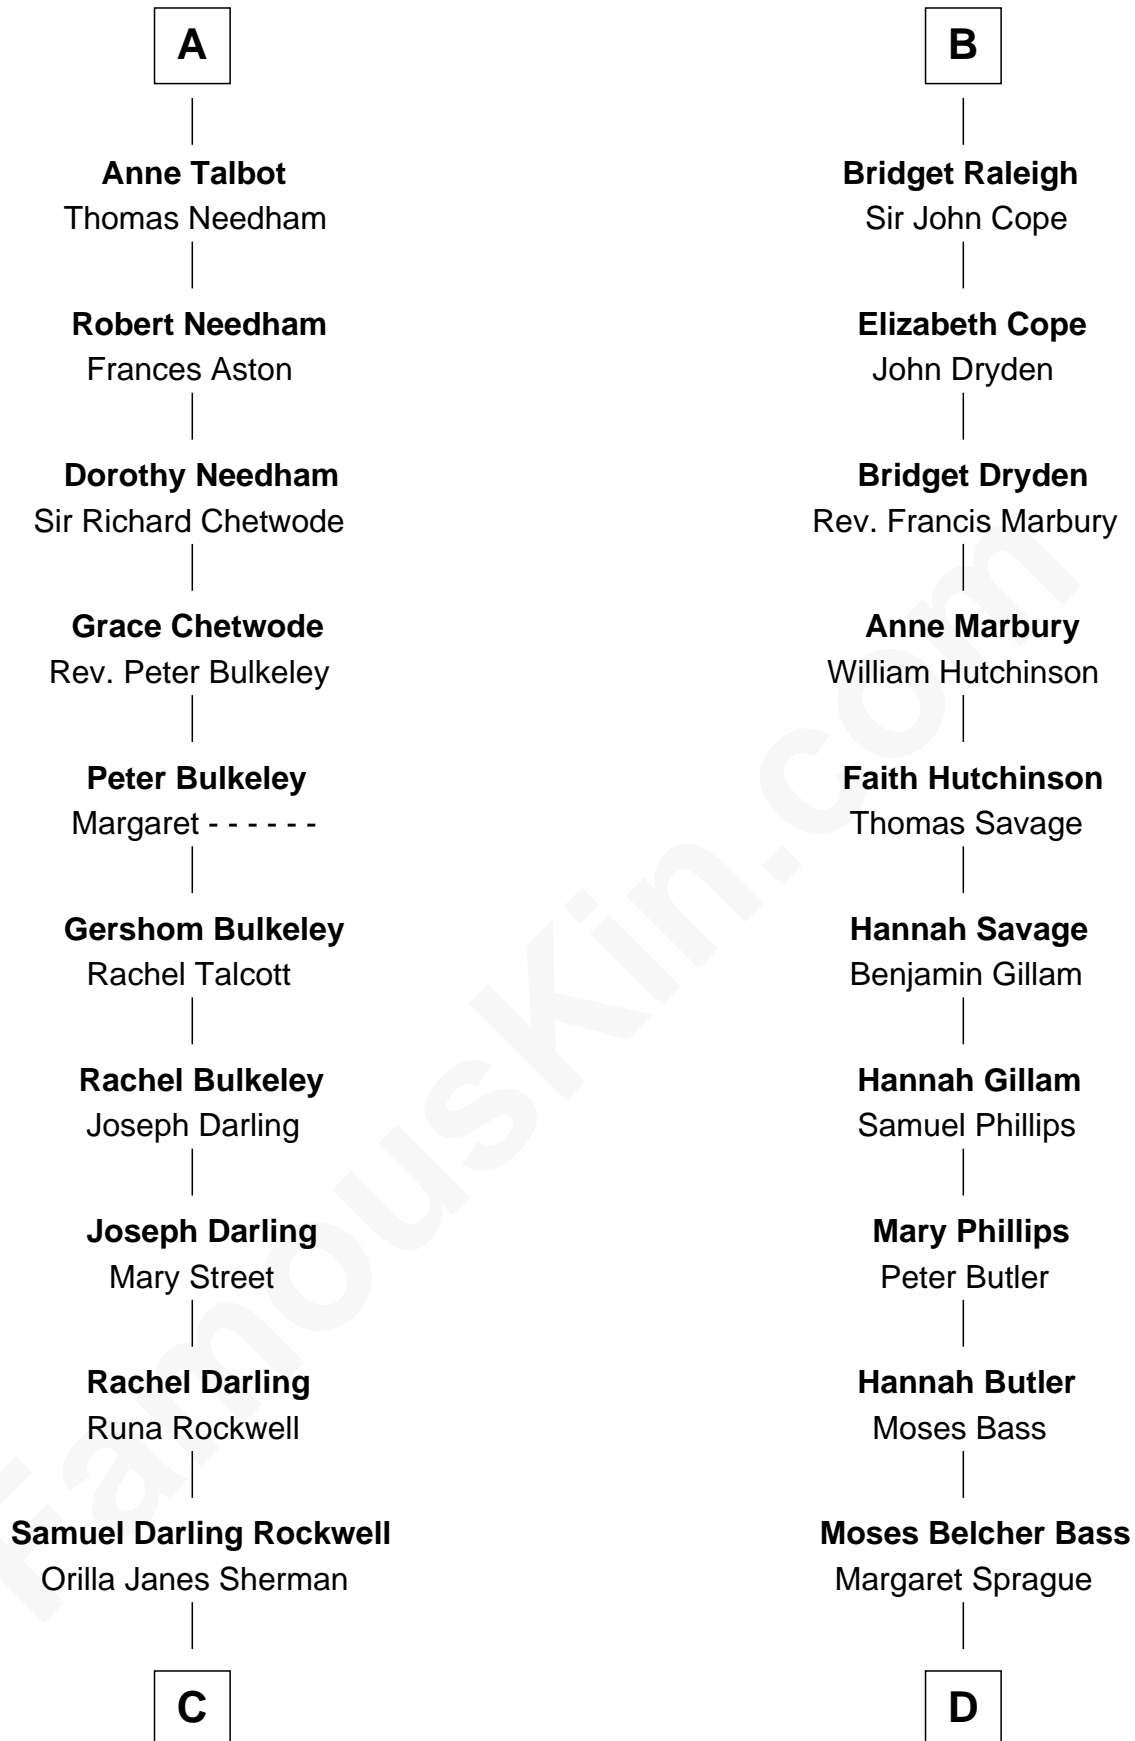 A
Anne Talbot
Thomas Needham
Robert Needham
Frances Aston
Dorothy Needham
Sir Richard Chetwode
Grace Chetwode
Rev. Peter Bulkeley
Peter Bulkeley
Margaret - - - - - -
Gershom Bulkeley
Rachel Talcott
Rachel Bulkeley
Joseph Darling
Joseph Darling
Mary Street
Rachel Darling
Runa Rockwell
Samuel Darling Rockwell
Orilla Janes Sherman
C
B
Bridget Raleigh
Sir John Cope
Elizabeth Cope
John Dryden
Bridget Dryden
Rev. Francis Marbury
Anne Marbury
William Hutchinson
Faith Hutchinson
Thomas Savage
Hannah Savage
Benjamin Gillam
Hannah Gillam
Samuel Phillips
Mary Phillips
Peter Butler
Hannah Butler
Moses Bass
Moses Belcher Bass
Margaret Sprague
D
FamousKin.com